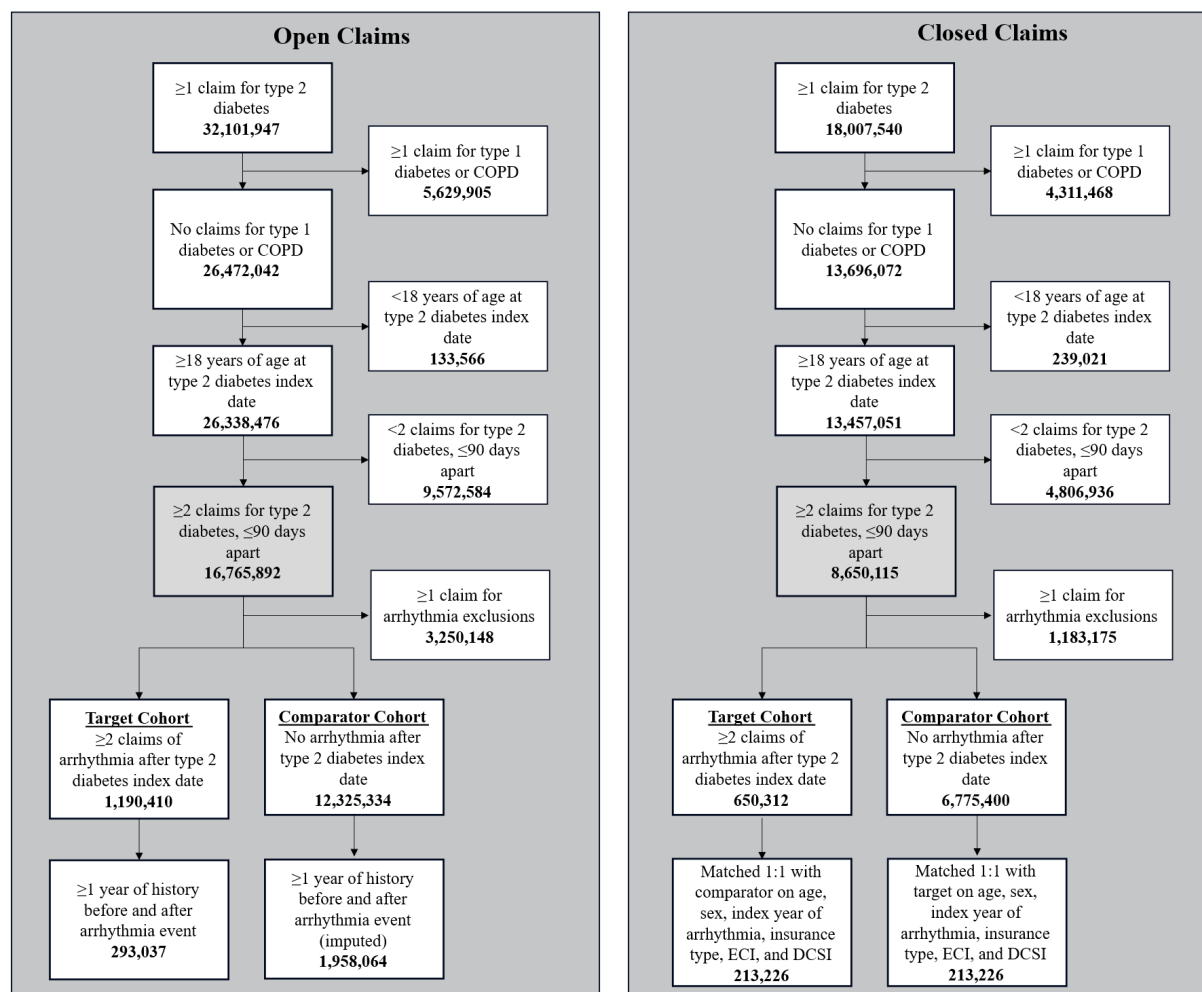 Open Claims
≥1 claim for type 2
diabetes
32,101,947
≥1 claim for type 1
diabetes or COPD
5,629,905
No claims for type 1
diabetes or COPD
26,472,042
<18 years of age at
type 2 diabetes index
date
133,566
≥18 years of age at
type 2 diabetes index
date
26,338,476
<2 claims for type 2
diabetes, ≤90 days
apart
9,572,584
≥2 claims for type 2
diabetes, ≤90 days
apart
16,765,892
≥1 claim for
arrhythmia exclusions
3,250,148
Target Cohort
≥2 claims of
arrhythmia after type 2
diabetes index date
1,190,410
Comparator Cohort
No arrhythmia after
type 2 diabetes index
date
12,325,334
≥1 year of history
before and after
arrhythmia event
293,037
≥1 year of history
before and after
arrhythmia event
(imputed)
1,958,064
Closed Claims
≥1 claim for type 2
diabetes
18,007,540
≥1 claim for type 1
diabetes or COPD
4,311,468
No claims for type 1
diabetes or COPD
13,696,072
<18 years of age at
type 2 diabetes index
date
239,021
≥18 years of age at
type 2 diabetes index
date
13,457,051
<2 claims for type 2
diabetes, ≤90 days
apart
4,806,936
≥2 claims for type 2
diabetes, ≤90 days
apart
8,650,115
≥1 claim for
arrhythmia exclusions
1,183,175
Target Cohort
≥2 claims of
arrhythmia after type 2
diabetes index date
650,312
Comparator Cohort
No arrhythmia after
type 2 diabetes index
date
6,775,400
Matched 1:1 with
comparator on age,
sex, index year of
arrhythmia, insurance
type, ECI, and DCSI
213,226
Matched 1:1 with
target on age, sex,
index year of
arrhythmia, insurance
type, ECI, and DCSI
213,226